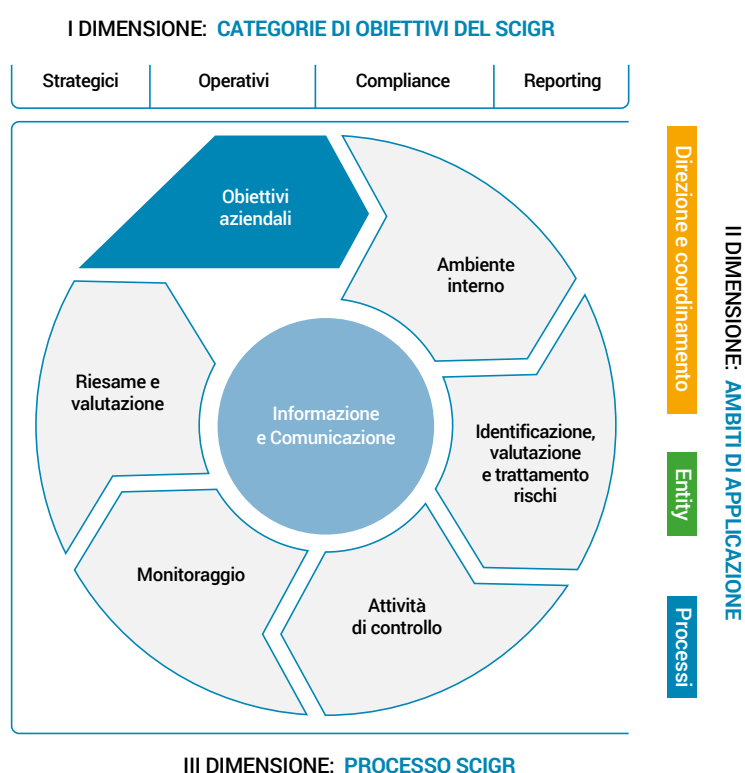 I DIMENSIONE: CATEGORIE DI OBIETTIVI DEL SCIGR
Strategici
Operativi
Compliance
Reporting
Obiettivi
aziendali
Ambiente
interno
Identificazione,
valutazione
e trattamento
rischi
Attività
di controllo
Monitoraggio
Riesame e
valutazione
Informazione
e Comunicazione
Direzione e coordinamento
Entity
Processi
II DIMENSIONE: AMBITI DI APPLICAZIONE
III DIMENSIONE: PROCESSO SCIGR